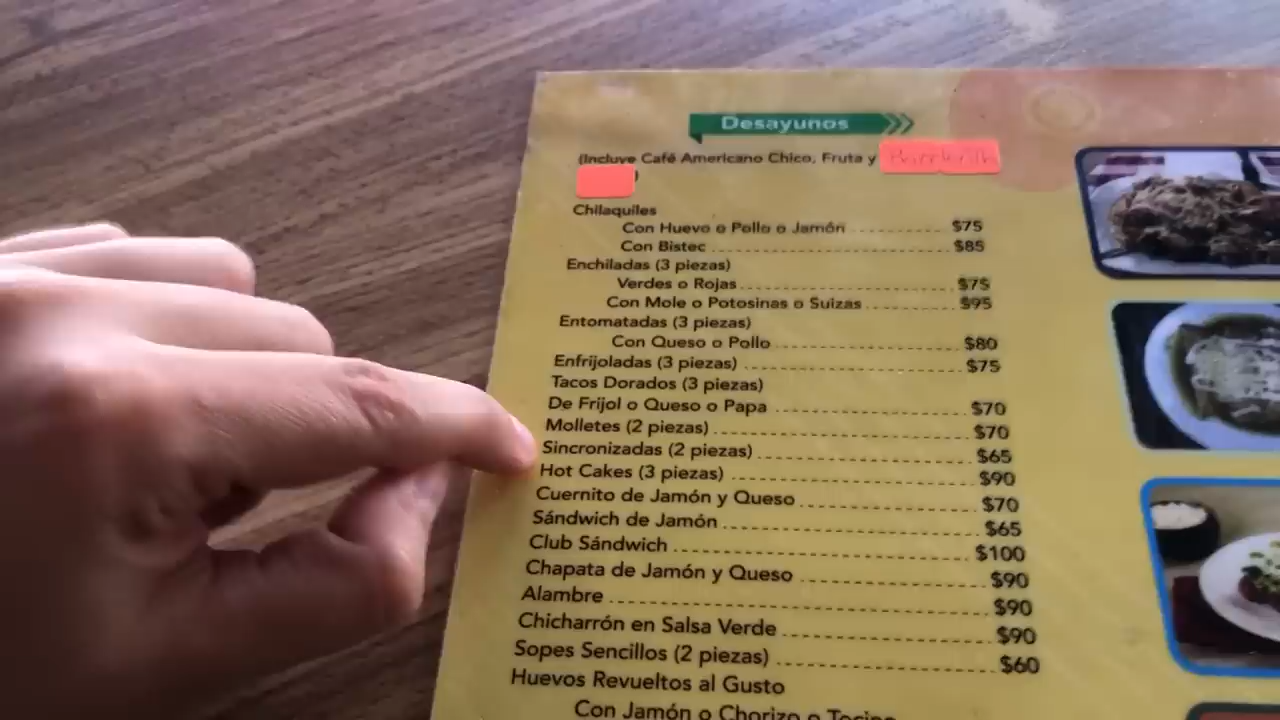 Desayunos
(Incluye Café Americano Chico, Fruta y
Chilaquiles
Con Huevo o Pollo o Jamón $75
Con Bistec $85
Enchiladas (3 piezas)
Verdes o Rojas $75
Con Mole o Potosinas o Suizas $95
Entomatadas (3 piezas)
Con Queso o Pollo $80
Enfrijoladas (3 piezas) $75
Tacos Dorados (3 piezas)
De Frijol o Queso o Papa $70
Molletes (2 piezas) $70
Sincronizadas (2 piezas) $65
Hot Cakes (3 piezas) $90
Cuernito de Jamón y Queso $70
Sándwich de Jamón $65
Club Sándwich $100
Chapata de Jamón y Queso $90
Alambre $90
Chicharrón en Salsa Verde $90
Sopes Sencillos (2 piezas) $60
Huevos Revueltos al Gusto
Con Jamón o Chorizo o Tocino